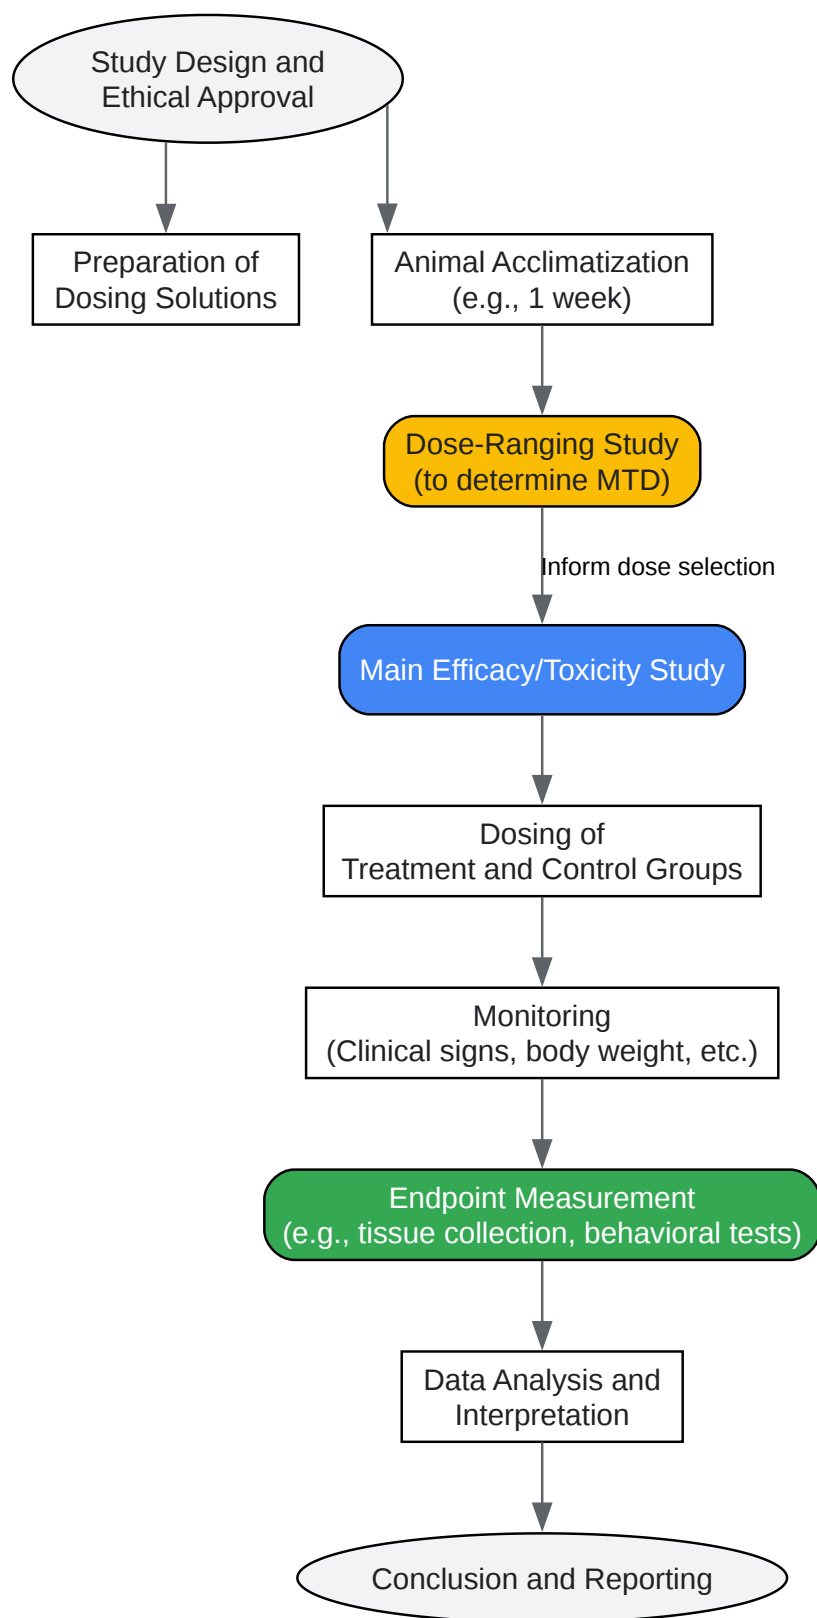 Study Design and
Ethical Approval
Preparation of
Dosing Solutions
Animal Acclimatization
(e.g., 1 week)
Dose-Ranging Study
(to determine MTD)
Inform dose selection
Main Efficacy/Toxicity Study
Dosing of
Treatment and Control Groups
Monitoring
(Clinical signs, body weight, etc.)
Endpoint Measurement
(e.g., tissue collection, behavioral tests)
Data Analysis and
Interpretation
Conclusion and Reporting